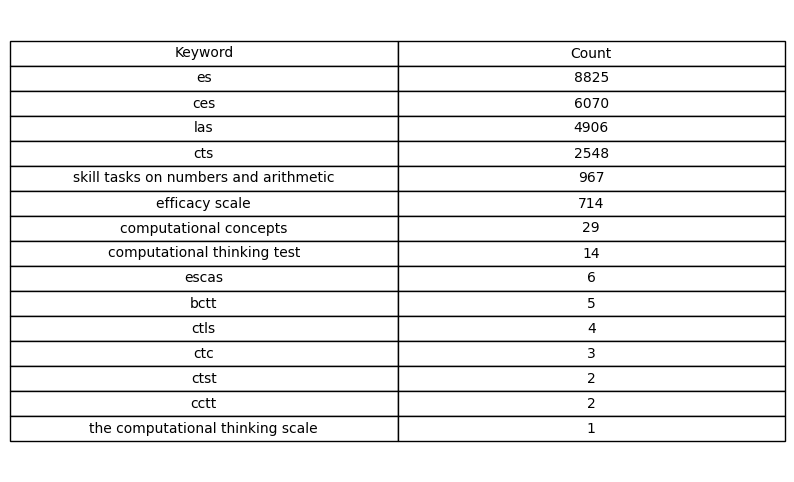 Keyword Count
es 8825
ces 6070
las 4906
cts 2548
skill tasks on numbers and arithmetic 967
efficacy scale 714
computational concepts 29
computational thinking test 14
escas 6
bctt 5
ctls 4
ctc 3
ctst 2
cctt 2
the computational thinking scale 1